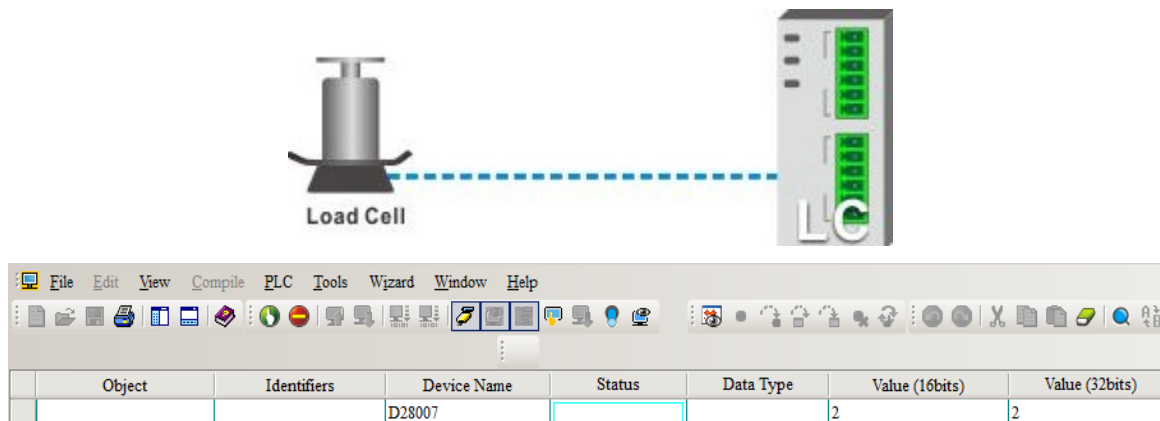 Load Cell
LC
File Edit View Compile PLC Tools Wizard Window Help
Object Identifiers Device Name Status Data Type Value (16bits) Value (32bits)
D28007 2 2